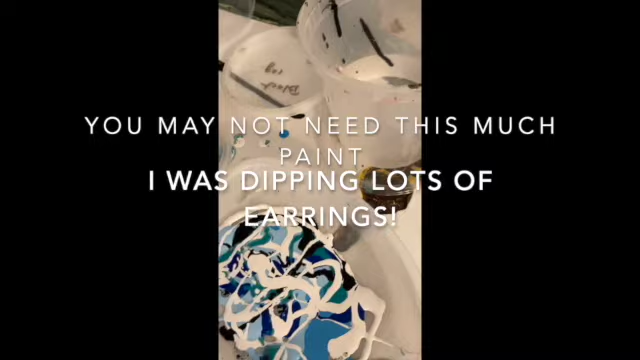 YOU MAY NOT NEED THIS MUCH
PAINT
I WAS DIPPING LOTS OF
EARRINGS!